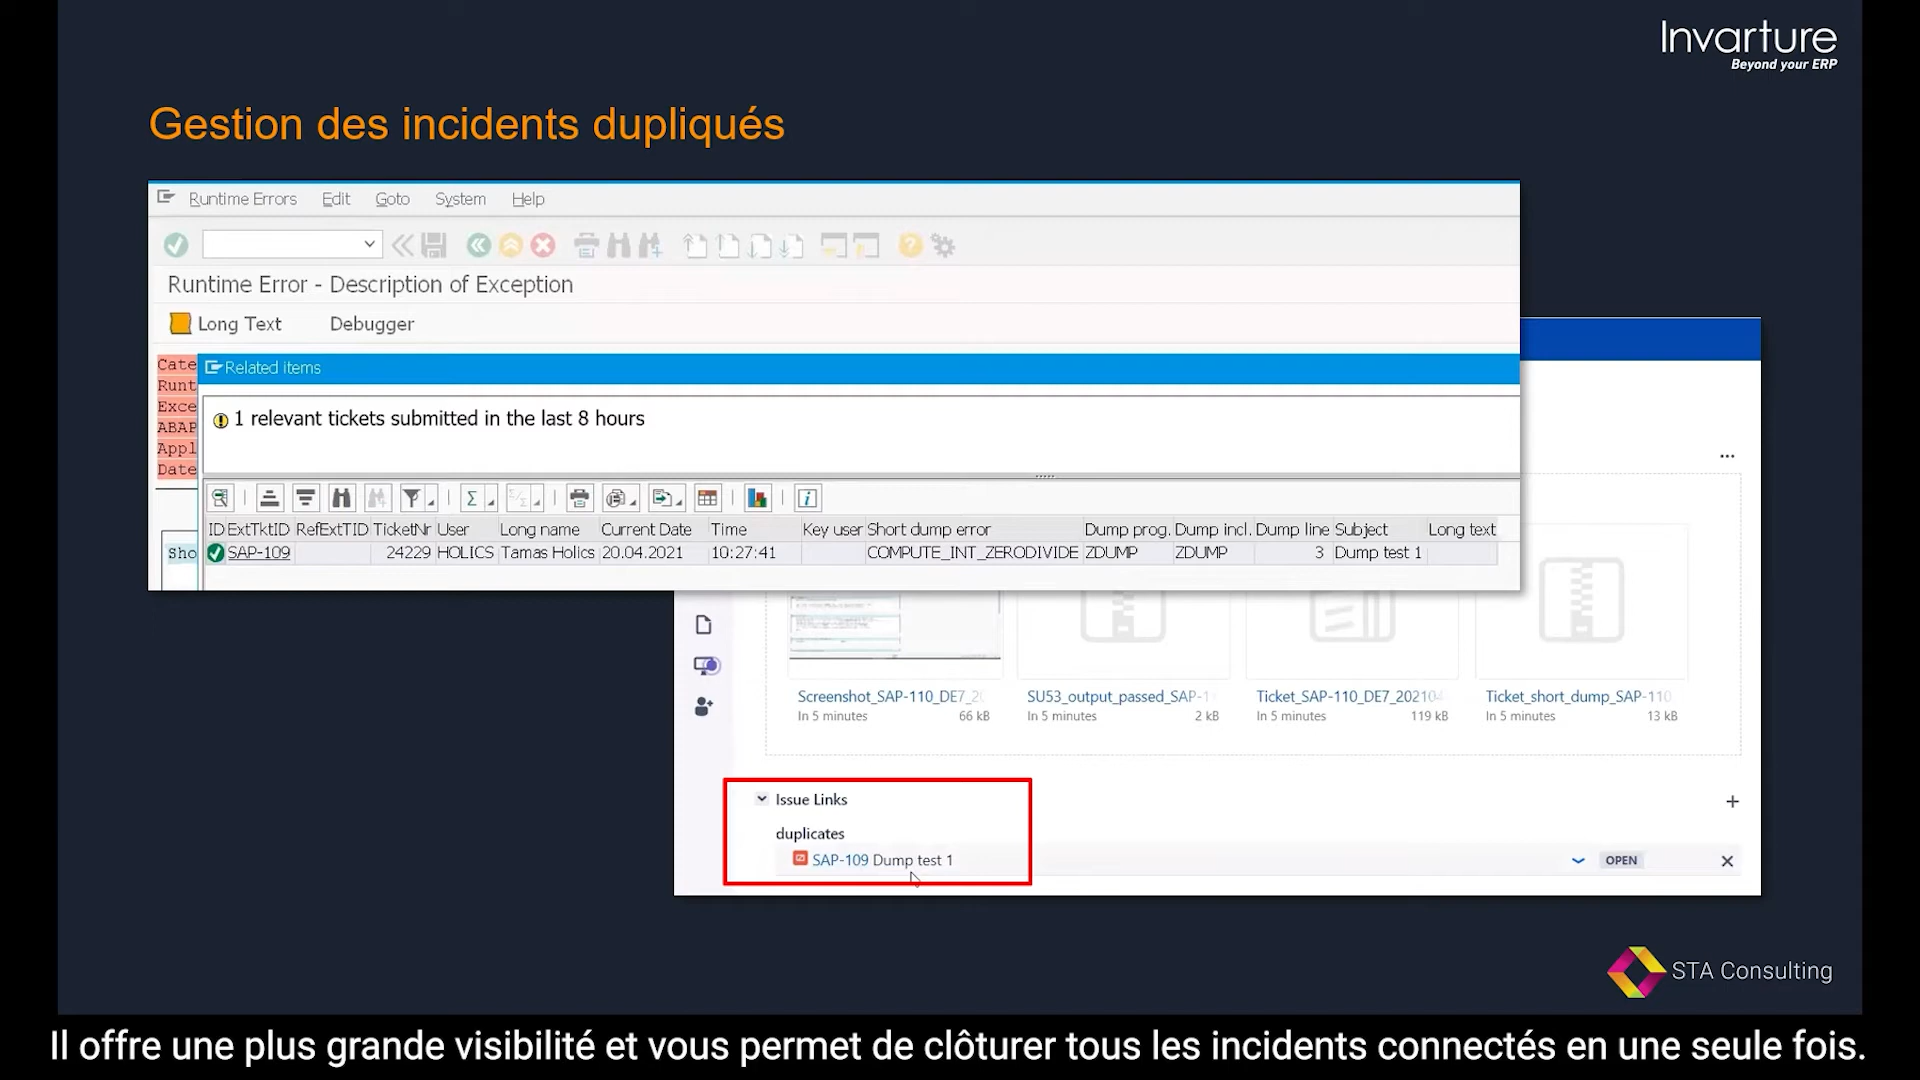 Invarture
Beyond your ERP
Gestion des incidents dupliqués
Runtime Errors Edit Goto System Help
Runtime Error - Description of Exception
Long Text Debugger
Cate
Runt
Exce
ABAP
Appl
Date
Related items
1 relevant tickets submitted in the last 8 hours
ID ExtTktID RefExtTID TicketNr User Long name Current Date Time Key user Short dump error Dump prog. Dump incl. Dump line Subject Long text
Sho
SAP-109 24229 HOLICS Tamas Holics 20.04.2021 10:27:41 COMPUTE_INT_ZERODIVIDE ZDUMP ZDUMP 3 Dump test 1
Screenshot_SAP-110_DE7_20 SU53_output_passed_SAP-1 Ticket_SAP-110_DE7_202104 Ticket_short_dump_SAP-110
In 5 minutes 66 kB In 5 minutes 2 kB In 5 minutes 119 kB In 5 minutes 13 kB
Issue Links
duplicates
SAP-109 Dump test 1 OPEN
STA Consulting
Il offre une plus grande visibilité et vous permet de clôturer tous les incidents connectés en une seule fois.